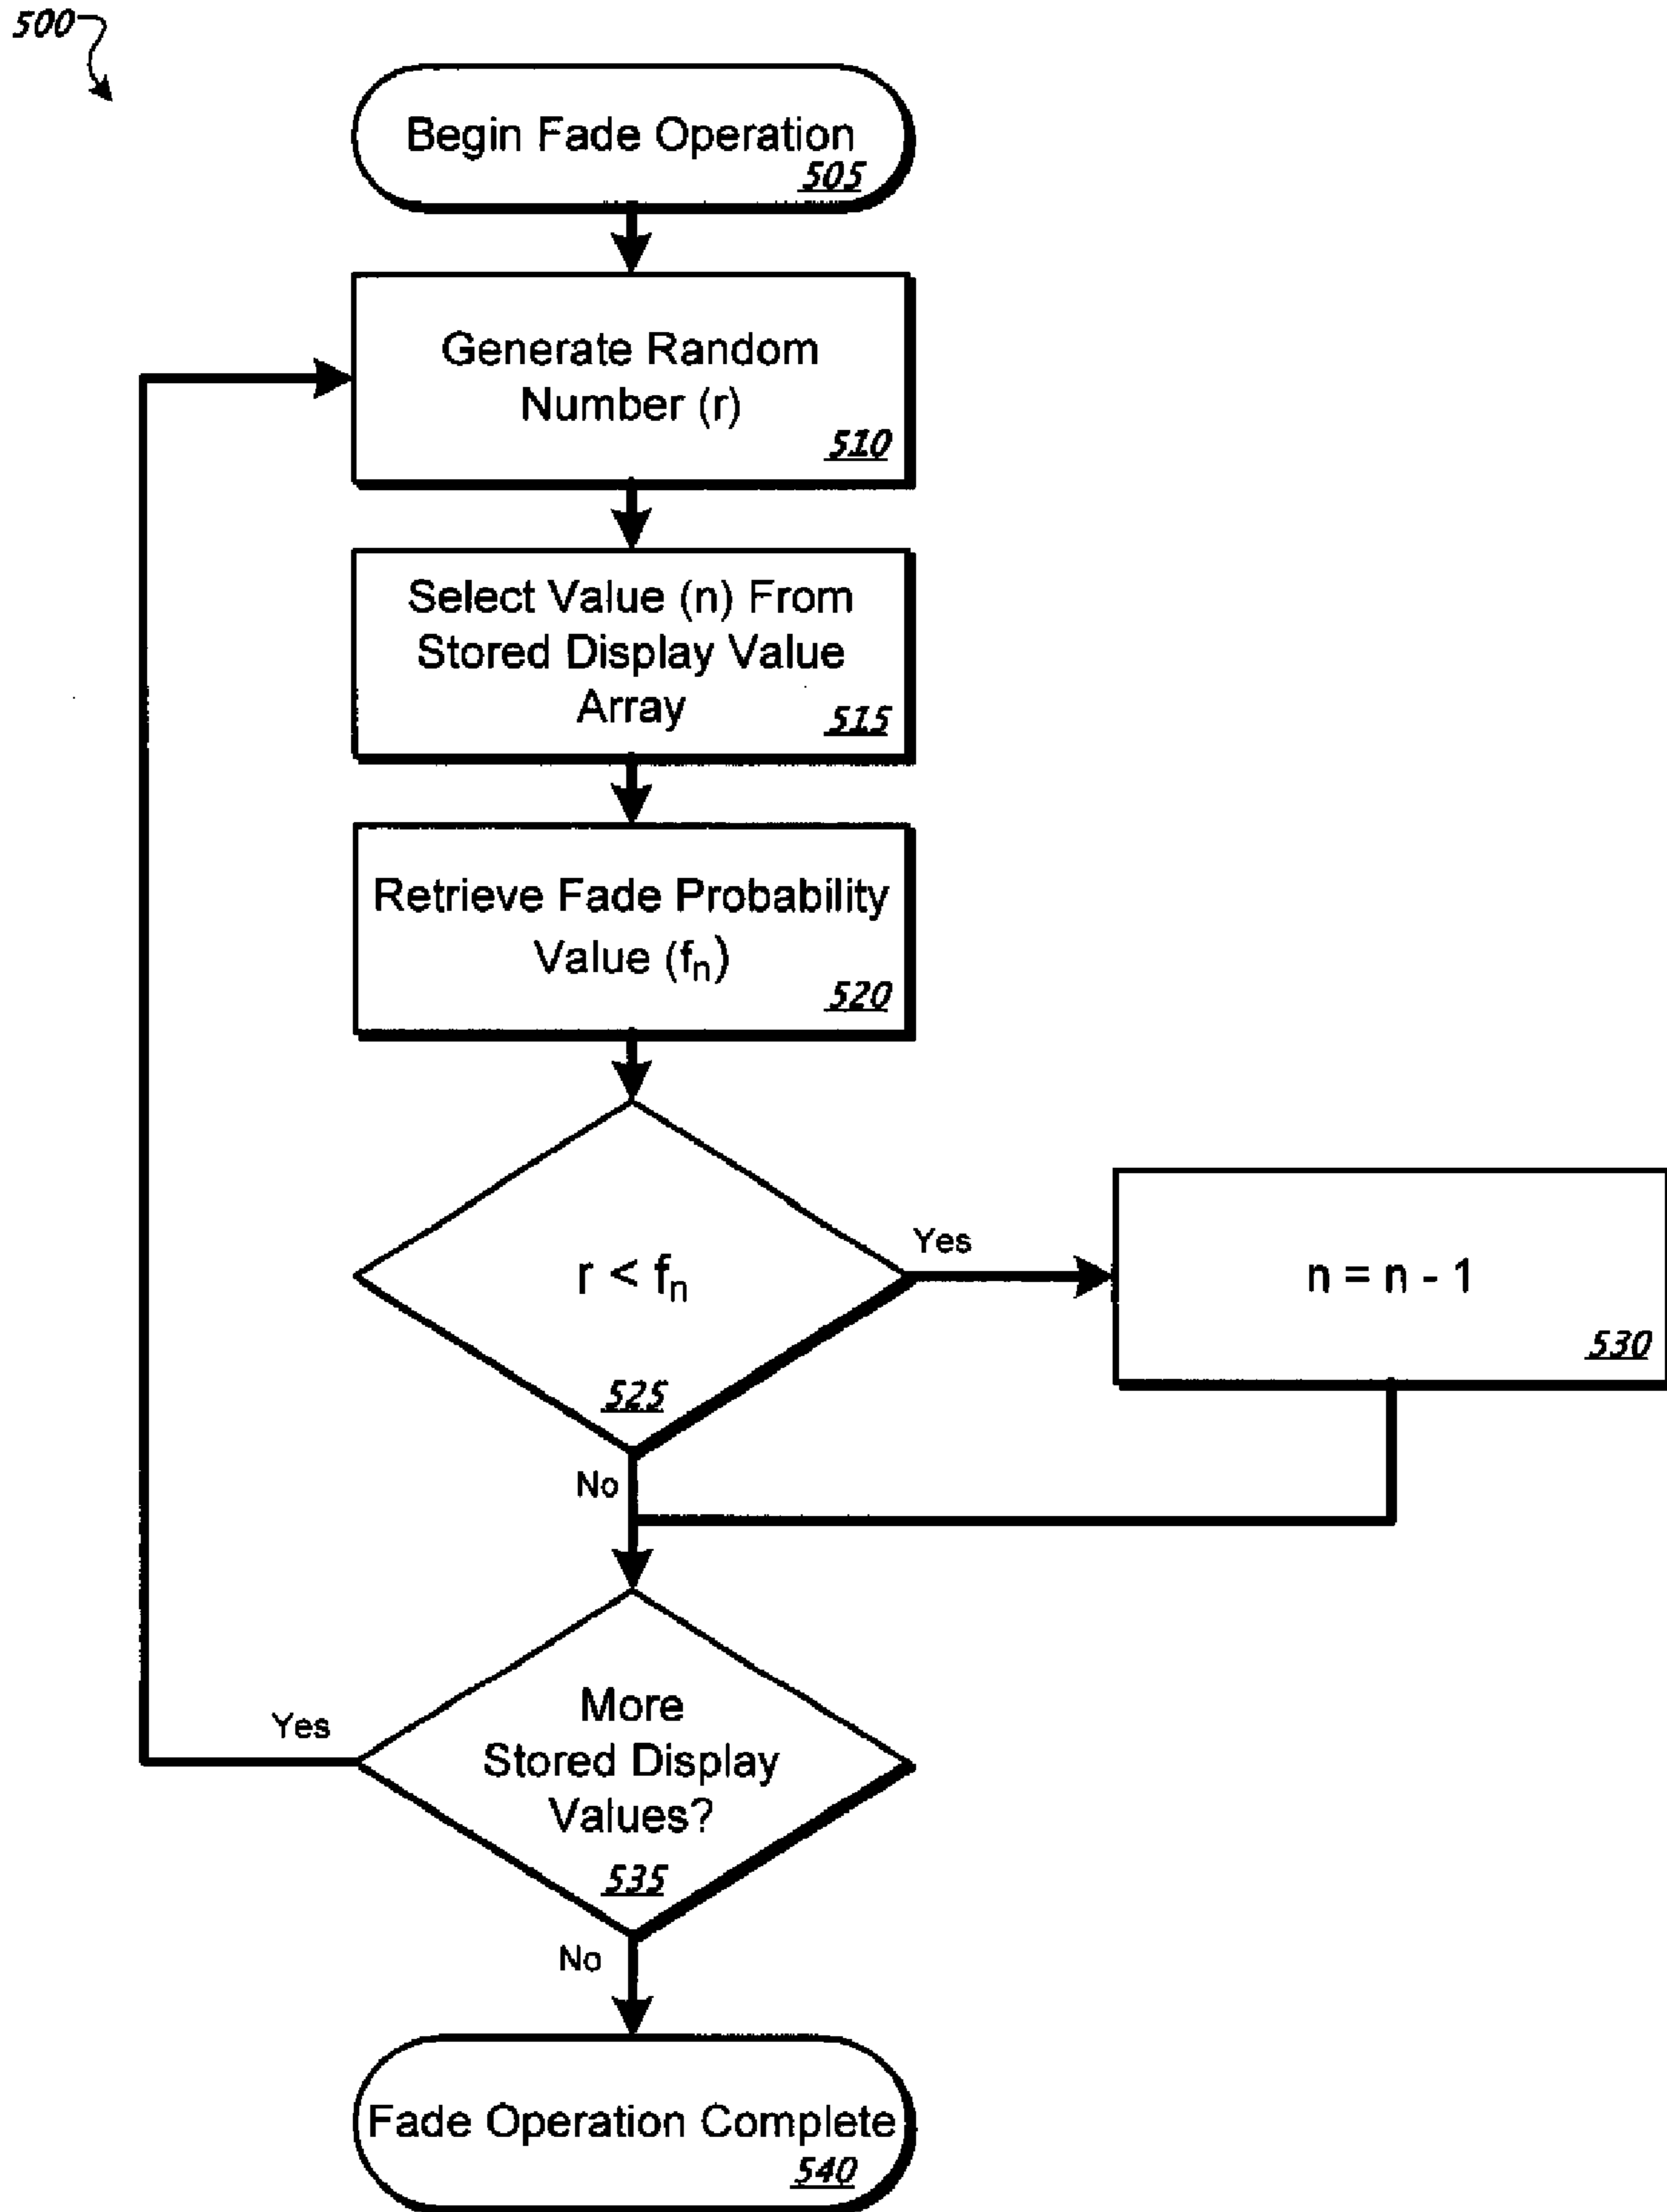 500
Begin Fade Operation
505
Generate Random
Number (r)
510
Select Value (n) From
Stored Display Value
Array
515
Retrieve Fade Probability
Value (fn)
520
r < fn
525
Yes
n = n - 1
530
No
More
Stored Display
Values?
535
Yes
No
Fade Operation Complete
540